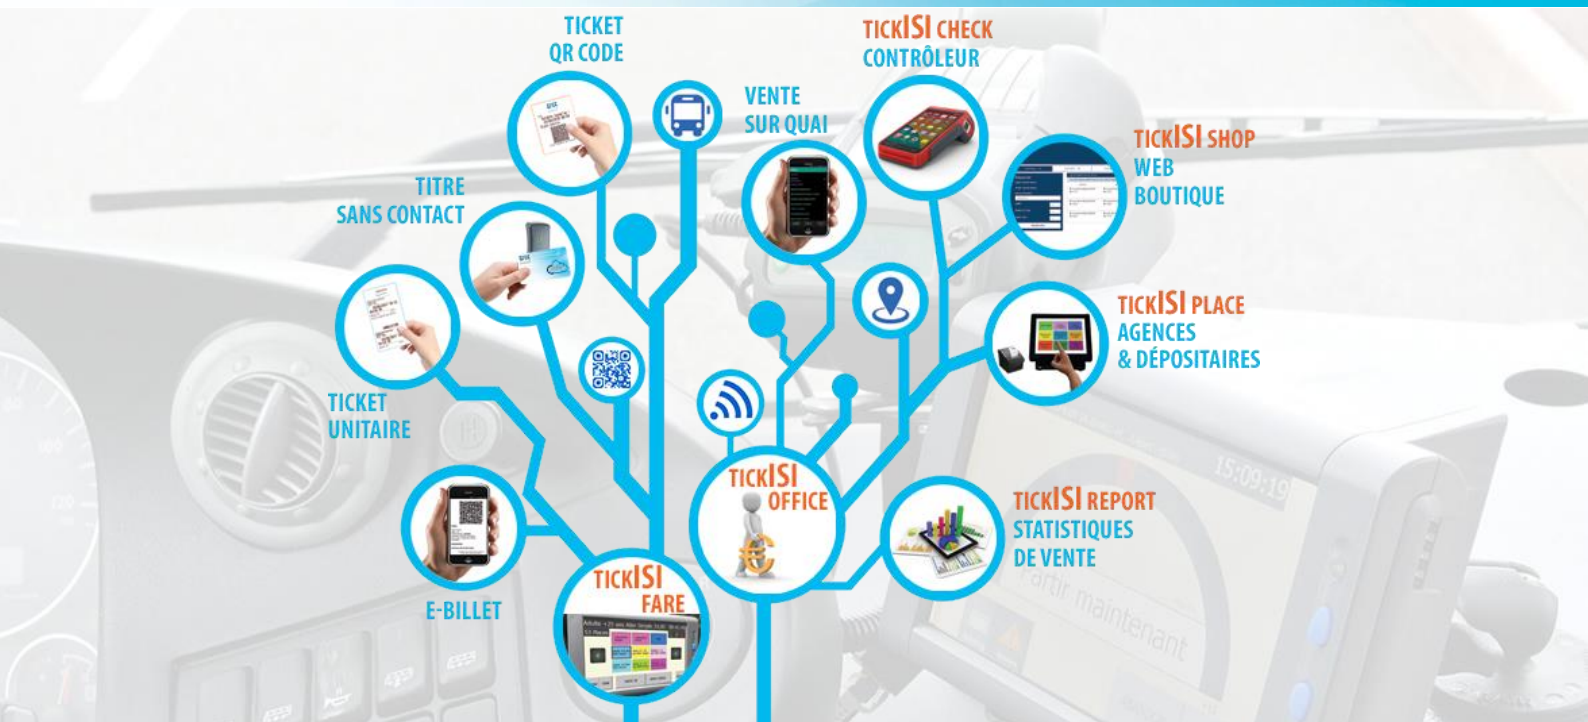 TICKET
QR CODE
TICKISI CHECK
CONTRÔLEUR
VENTE
SUR QUAI
TICKISI SHOP
WEB
BOUTIQUE
TITRE
SANS CONTACT
TICKISI PLACE
AGENCES
& DÉPOSITAIRES
TICKET
UNITAIRE
15:09:19
TICKISI
OFFICE
TICKISI REPORT
STATISTIQUES
DE VENTE
Partir maintenant
E-BILLET
TICKISI
FARE